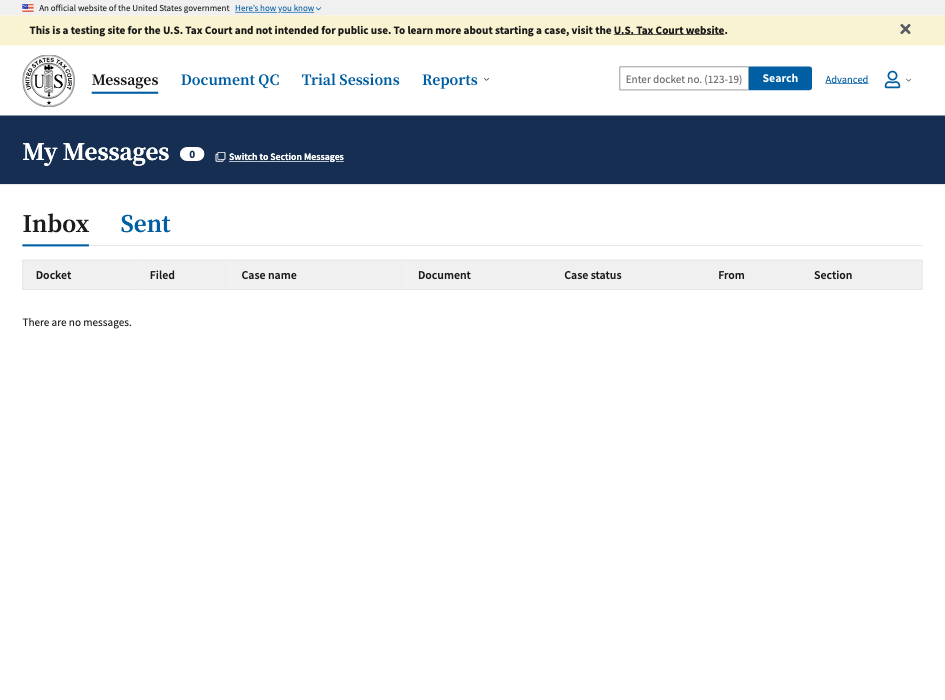 An official website of the United States government Here's how you know
This is a testing site for the U.S. Tax Court and not intended for public use. To learn more about starting a case, visit the U.S. Tax Court website.
UNITED STATES TAX COURT
US
Messages Document QC Trial Sessions Reports
Enter docket no. (123-19) Search Advanced
My Messages 0 Switch to Section Messages
Inbox Sent
Docket Filed Case name Document Case status From Section
There are no messages.